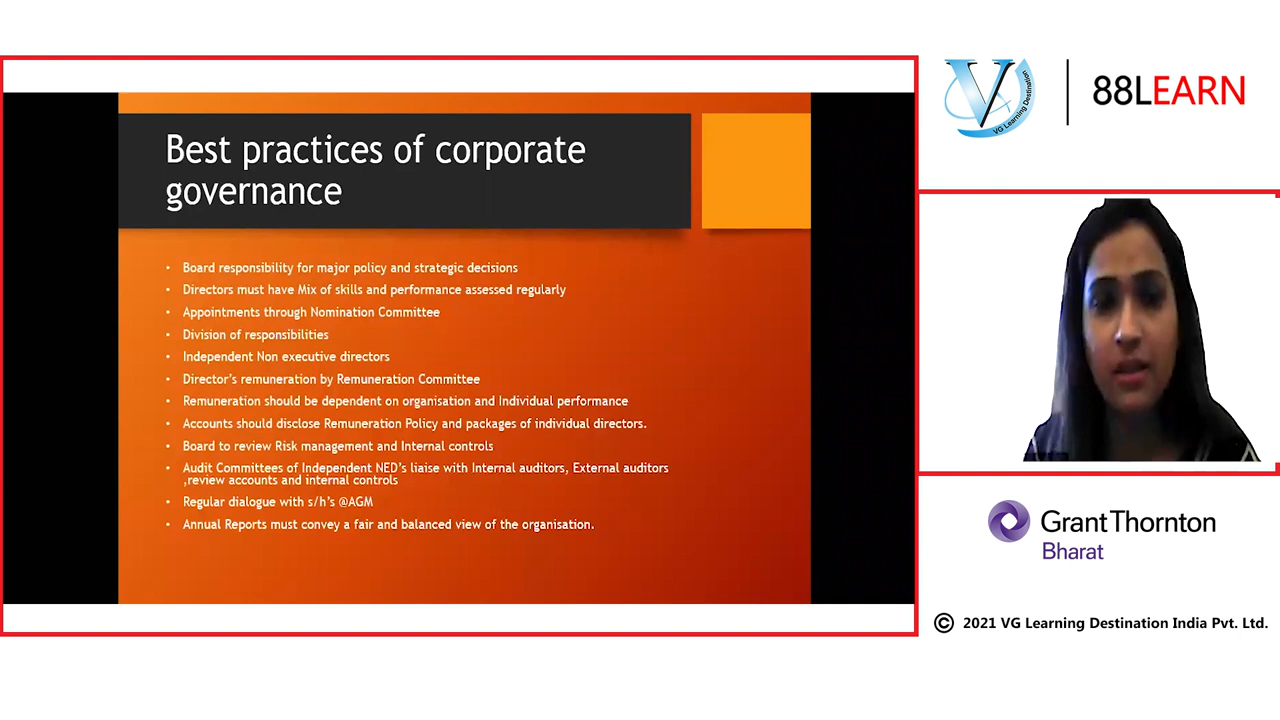 Best practices of corporate
governance
• Board responsibility for major policy and strategic decisions
• Directors must have Mix of skills and performance assessed regularly
• Appointments through Nomination Committee
• Division of responsibilities
• Independent Non executive directors
• Director's remuneration by Remuneration Committee
• Remuneration should be dependent on organisation and Individual performance
• Accounts should disclose Remuneration Policy and packages of individual directors.
• Board to review Risk management and Internal controls
• Audit Committees of Independent NED's liaise with Internal auditors, External auditors
,review accounts and internal controls
• Regular dialogue with s/h's @AGM
• Annual Reports must convey a fair and balanced view of the organisation.
V
VG Learning Destination
88LEARN
Grant Thornton
Bharat
© 2021 VG Learning Destination India Pvt. Ltd.